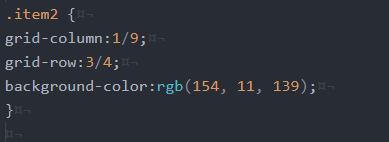 .item2 {¤¬
grid-column:1/9;
grid-row:3/4;¤¬
background-color:rgb(154, 11, 139);¤¬
}¤¬
¤¬